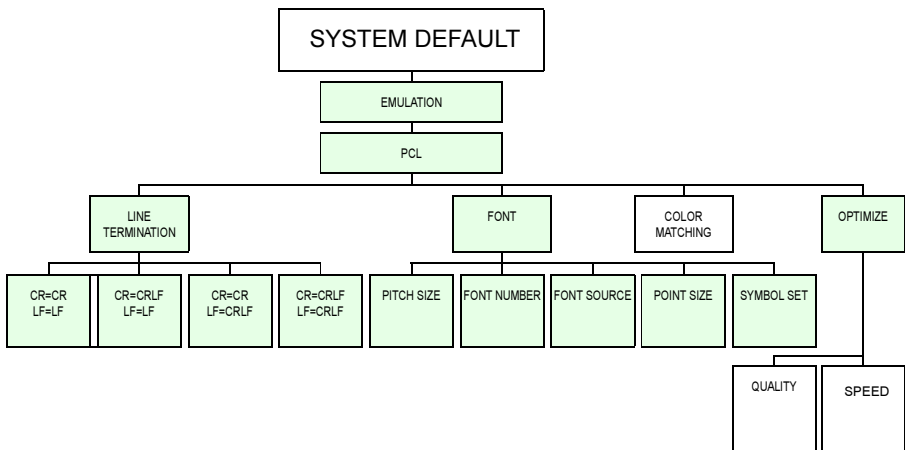 SYSTEM DEFAULT
EMULATION
PCL
LINE
TERMINATION
FONT
COLOR
MATCHING
OPTIMIZE
CR=CR
LF=LF
CR=CRLF
LF=LF
CR=CR
LF=CRLF
CR=CRLF
LF=CRLF
PITCH SIZE
FONT NUMBER
FONT SOURCE
POINT SIZE
SYMBOL SET
QUALITY
SPEED